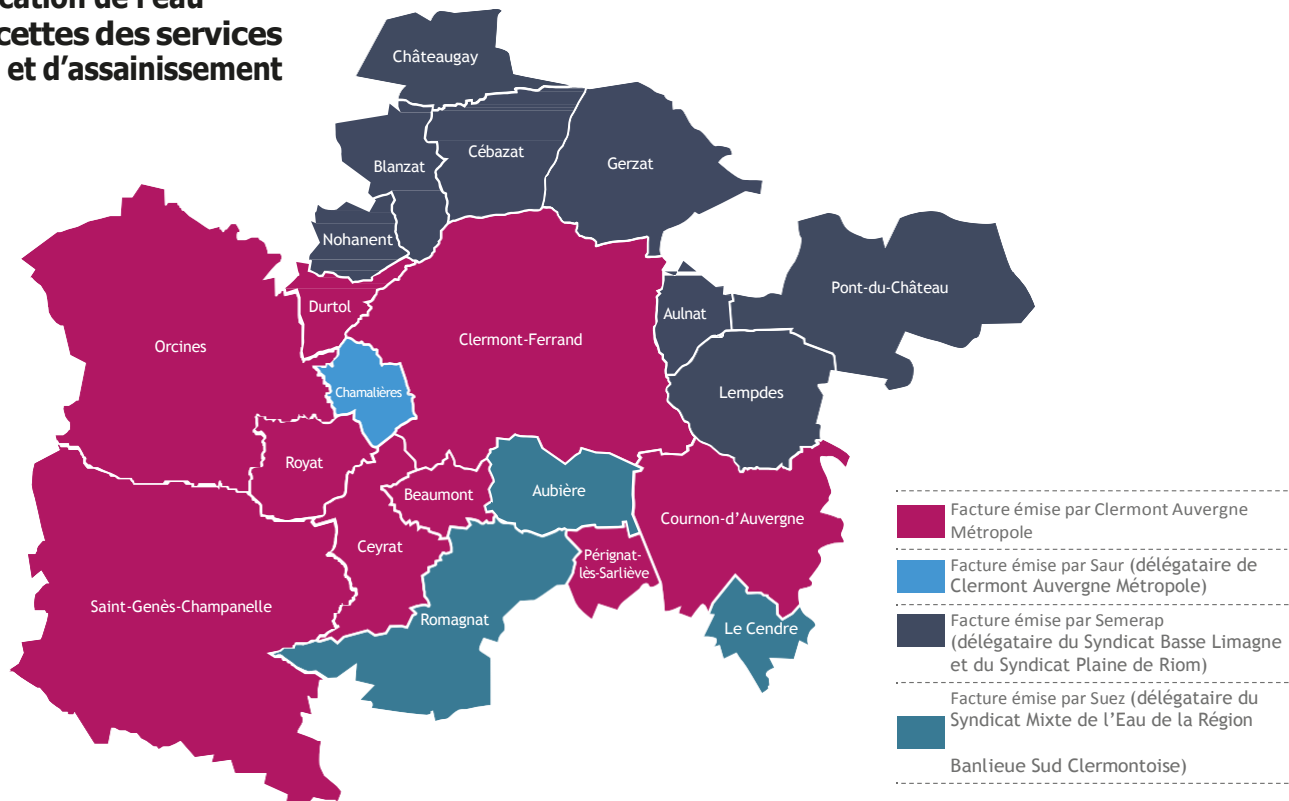 cettes des services
et d'assainissement
Châteaugay
Cébazat
Gerzat
Blanzat
Nohanent
Pont-du-Château
Durtol
Aulnat
Clermont-Ferrand
Orcines
Chamalières
Lempdes
Royat
Beaumont
Aubière
Cournon-d'Auvergne
Ceyrat
Pérignat-
lès-Sarliève
Saint-Genès-Champanelle
Romagnat
Le Cendre
Facture émise par Clermont Auvergne
Métropole
Facture émise par Saur (délégataire de
Clermont Auvergne Métropole)
Facture émise par Semerap
(délégataire du Syndicat Basse Limagne
et du Syndicat Plaine de Riom)
Facture émise par Suez (délégataire du
Syndicat Mixte de l'Eau de la Région
Banlieue Sud Clermontoise)